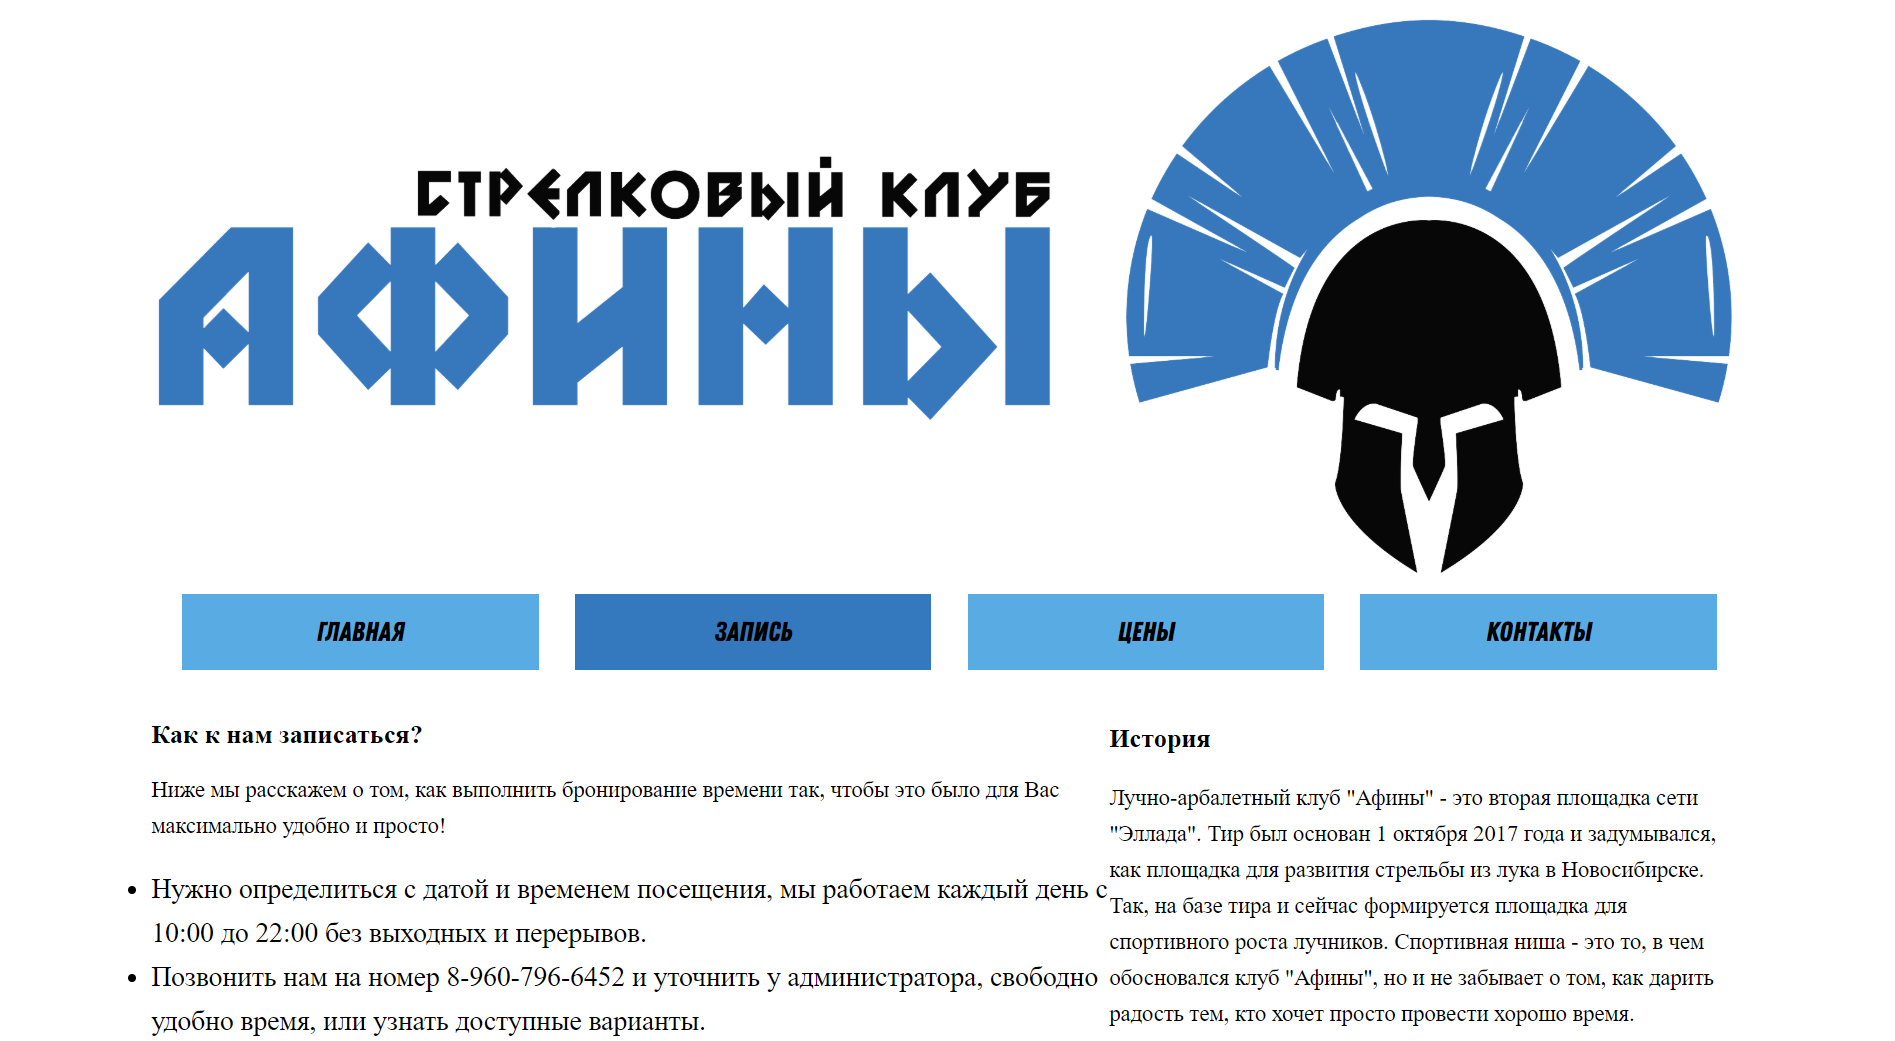 СТРЕЛКОВЫЙ КЛУБ
АФИНЫ
ГЛАВНАЯ
ЗАПИСЬ
ЦЕНЫ
КОНТАКТЫ
Как к нам записаться?
Ниже мы расскажем о том, как выполнить бронирование времени так, чтобы это было для Вас
максимально удобно и просто!
• Нужно определиться с датой и временем посещения, мы работаем каждый день с
10:00 до 22:00 без выходных и перерывов.
• Позвонить нам на номер 8-960-796-6452 и уточнить у администратора, свободно
удобно время, или узнать доступные варианты.
История
Лучно-арбалетный клуб "Афины" - это вторая площадка сети
"Эллада". Тир был основан 1 октября 2017 года и задумывался,
как площадка для развития стрельбы из лука в Новосибирске.
Так, на базе тира и сейчас формируется площадка для
спортивного роста лучников. Спортивная ниша - это то, в чем
обосновался клуб "Афины", но и не забывает о том, как дарить
радость тем, кто хочет просто провести хорошо время.